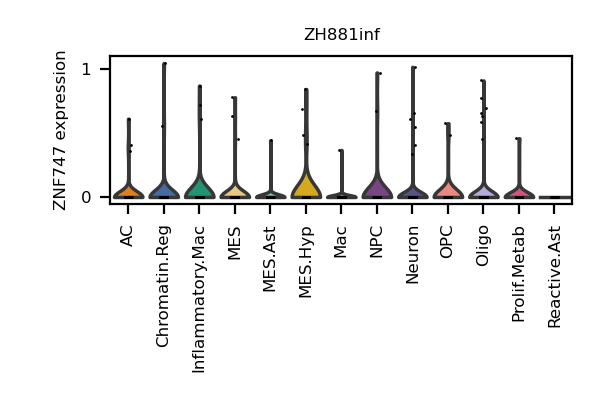 ZH881inf
ZNF747 expression
1
0
AC
Chromatin.Reg
Inflammatory.Mac
MES
MES.Ast
MES.Hyp
Mac
NPC
Neuron
OPC
Oligo
Prolif.Metab
Reactive.Ast